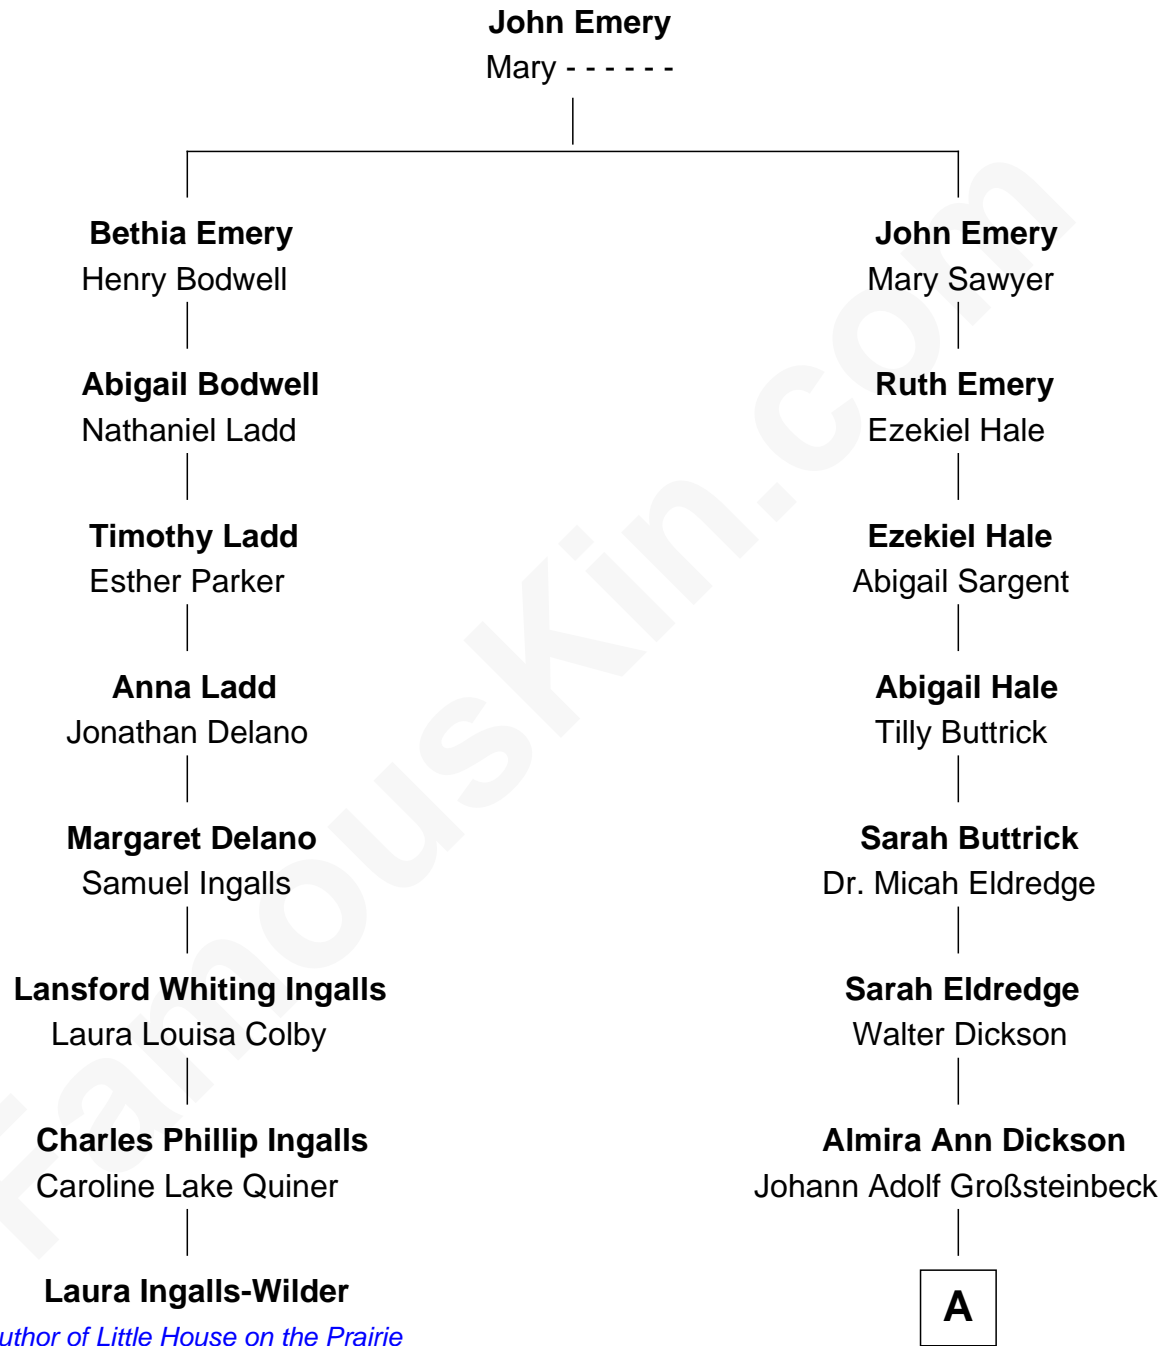 John Emery
Mary - - - - - -
Bethia Emery
Henry Bodwell
John Emery
Mary Sawyer
Abigail Bodwell
Nathaniel Ladd
Ruth Emery
Ezekiel Hale
Timothy Ladd
Esther Parker
Ezekiel Hale
Abigail Sargent
Anna Ladd
Jonathan Delano
Abigail Hale
Tilly Buttrick
Margaret Delano
Samuel Ingalls
Sarah Buttrick
Dr. Micah Eldredge
Lansford Whiting Ingalls
Laura Louisa Colby
Sarah Eldredge
Walter Dickson
Charles Phillip Ingalls
Caroline Lake Quiner
Almira Ann Dickson
Johann Adolf Großsteinbeck
Laura Ingalls-Wilder
uthor of Little House on the Prairie
A
FamousKin.com